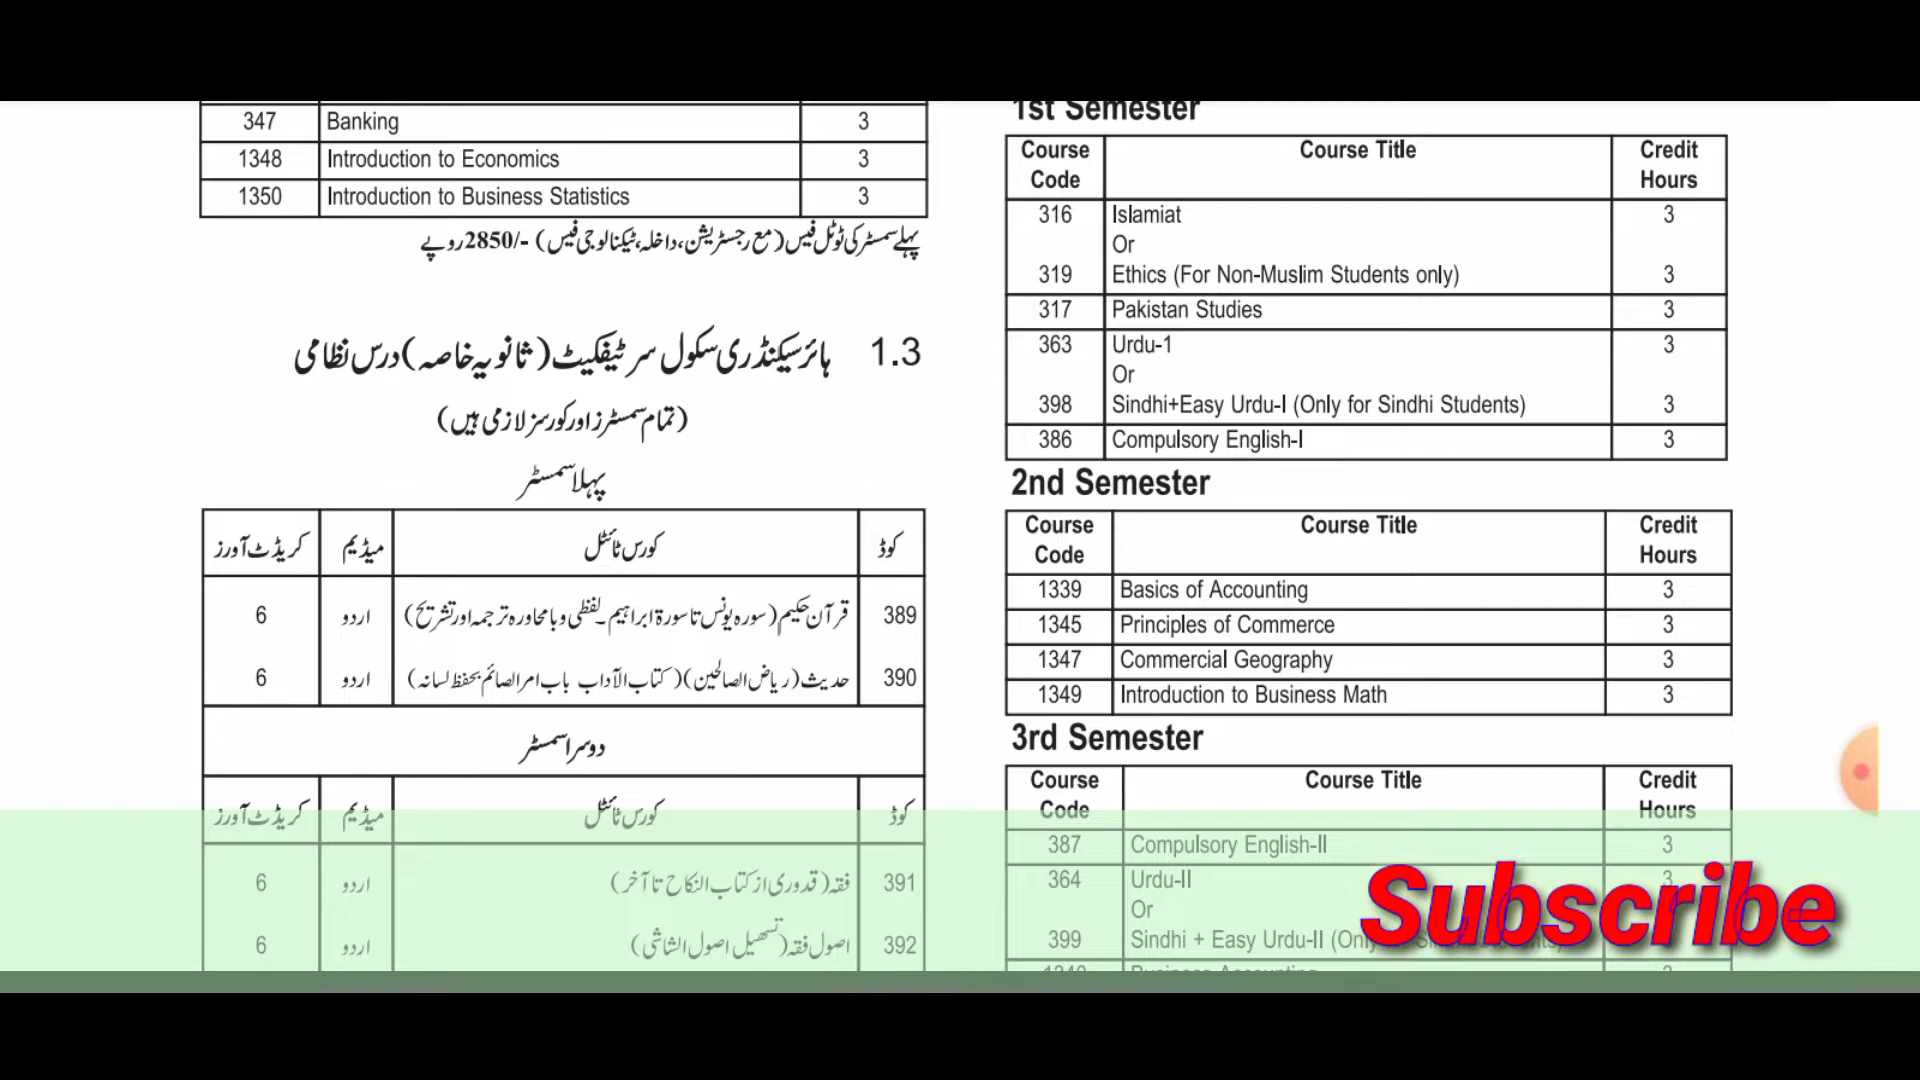 347 Banking 3
1348 Introduction to Economics 3
1350 Introduction to Business Statistics 3
پہلے سمسٹر کی ٹوٹل فیس (مع رجسٹریشن، داخلہ، ٹیکنالوجی فیس) -/2850 روپے
1.3 ہائر سیکنڈری سکول سرٹیفکیٹ (ثانویہ خاصہ) درس نظامی
(تمام سمسٹرز اور کورسز لازمی ہیں)
پہلا سمسٹر
کوڈ کورس ٹائٹل میڈیم کریڈٹ آورز
389 قرآن حکیم (سورہ یونس تا سورۃ ابراہیم۔ لفظی و بامحاورہ ترجمہ اور تشریح) اردو 6
390 حدیث (ریاض الصالحین) (کتاب الآداب باب امر الصائم بحفظ لسانہ) اردو 6
دوسرا سمسٹر
کوڈ کورس ٹائٹل میڈیم کریڈٹ آورز
391 فقہ (قدوری از کتاب النکاح تا آخر) اردو 6
392 اصول فقہ (تسھیل اصول الشاشی) اردو 6
1st Semester
Course Code Course Title Credit Hours
316 Islamiat 3
Or
319 Ethics (For Non-Muslim Students only) 3
317 Pakistan Studies 3
363 Urdu-1 3
Or
398 Sindhi+Easy Urdu-I (Only for Sindhi Students) 3
386 Compulsory English-I 3
2nd Semester
Course Code Course Title Credit Hours
1339 Basics of Accounting 3
1345 Principles of Commerce 3
1347 Commercial Geography 3
1349 Introduction to Business Math 3
3rd Semester
Course Code Course Title Credit Hours
387 Compulsory English-II 3
364 Urdu-II 3
Or
399 Sindhi + Easy Urdu-II (Only
Business Accounting
Subscribe